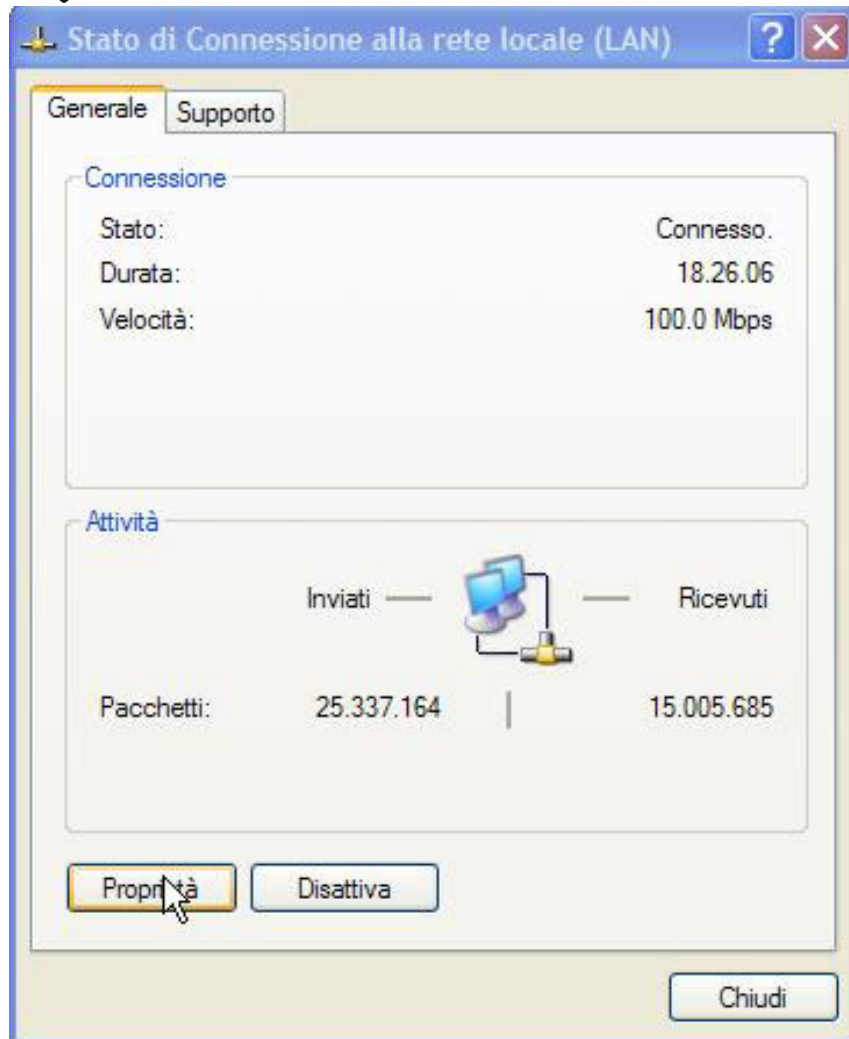 Stato di Connessione alla rete locale (LAN)
Generale Supporto
Connessione
Stato: Connesso.
Durata: 18.26.06
Velocità: 100.0 Mbps
Attività
Inviati Ricevuti
Pacchetti: 25.337.164 15.005.685
Proprietà Disattiva
Chiudi